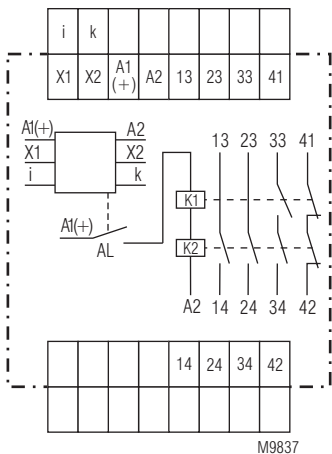 i k
X1 X2 A1 (+) A2 13 23 33 41
A1(+) A2
X1 X2
i k
13 23 33 41
K1
A1(+)
AL
K2
A2 14 24 34 42
14 24 34 42
M9837